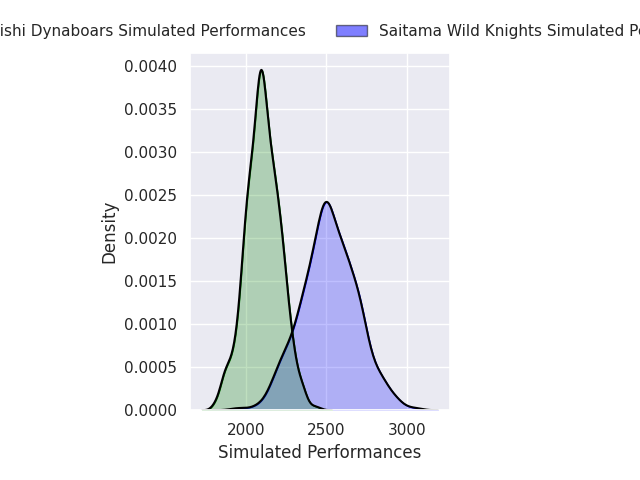 ishi Dynaboars Simulated Performances
Saitama Wild Knights Simulated Pe
0.0040
0.0035
0.0030
0.0025
0.0020
0.0015
0.0010
0.0005
0.0000
Density
2000 2500 3000
Simulated Performances